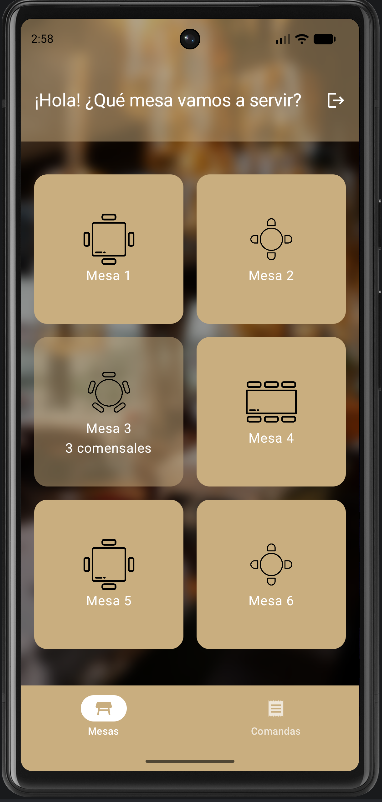 2:58
¡Hola! ¿Qué mesa vamos a servir?
Mesa 1
Mesa 2
Mesa 3
3 comensales
Mesa 4
Mesa 5
Mesa 6
Mesas
Comandas